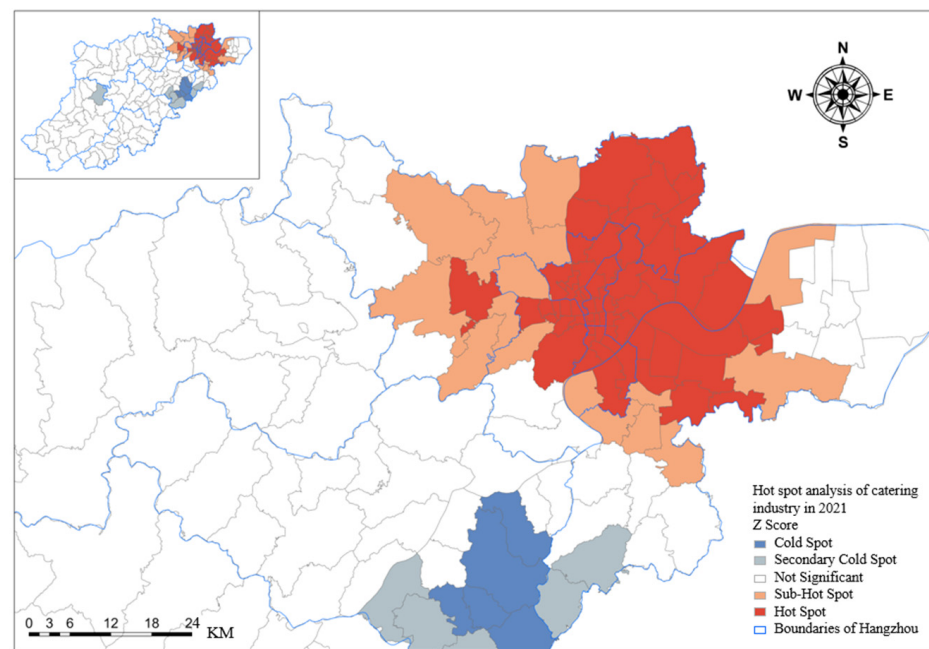 N
W E
S
Hot spot analysis of catering
industry in 2021
Z Score
Cold Spot
Secondary Cold Spot
Not Significant
Sub-Hot Spot
Hot Spot
Boundaries of Hangzhou
0 3 6 12 18 24 KM